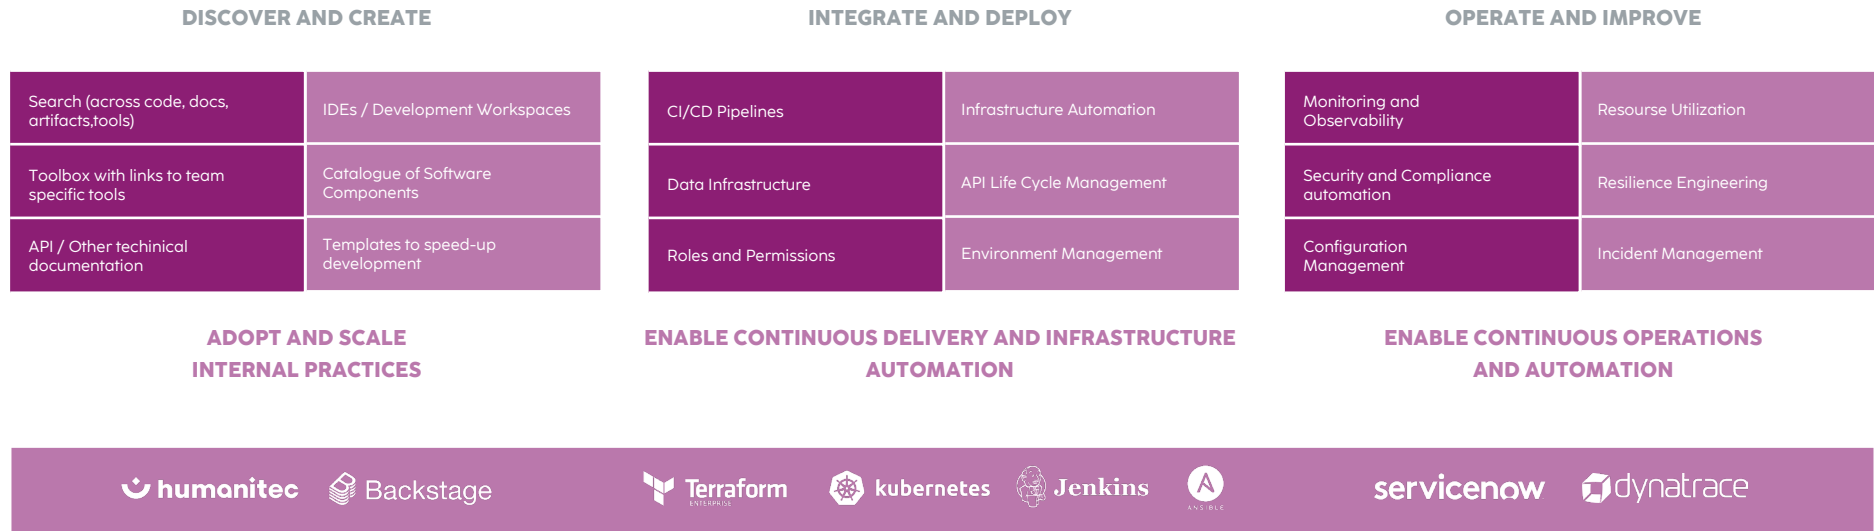 DISCOVER AND CREATE
Search (across code, docs,
artifacts,tools)
IDEs / Development Workspaces
Toolbox with links to team
specific tools
Catalogue of Software
Components
API / Other techinical
documentation
Templates to speed-up
development
ADOPT AND SCALE
INTERNAL PRACTICES
INTEGRATE AND DEPLOY
CI/CD Pipelines
Infrastructure Automation
Data Infrastructure
API Life Cycle Management
Roles and Permissions
Environment Management
ENABLE CONTINUOUS DELIVERY AND INFRASTRUCTURE
AUTOMATION
OPERATE AND IMPROVE
Monitoring and
Observability
Resourse Utilization
Security and Compliance
automation
Resilience Engineering
Configuration
Management
Incident Management
ENABLE CONTINUOUS OPERATIONS
AND AUTOMATION
humanitec
Backstage
Terraform
ENTERPRISE
kubernetes
Jenkins
A
ANSIBLE
servicenow
dynatrace